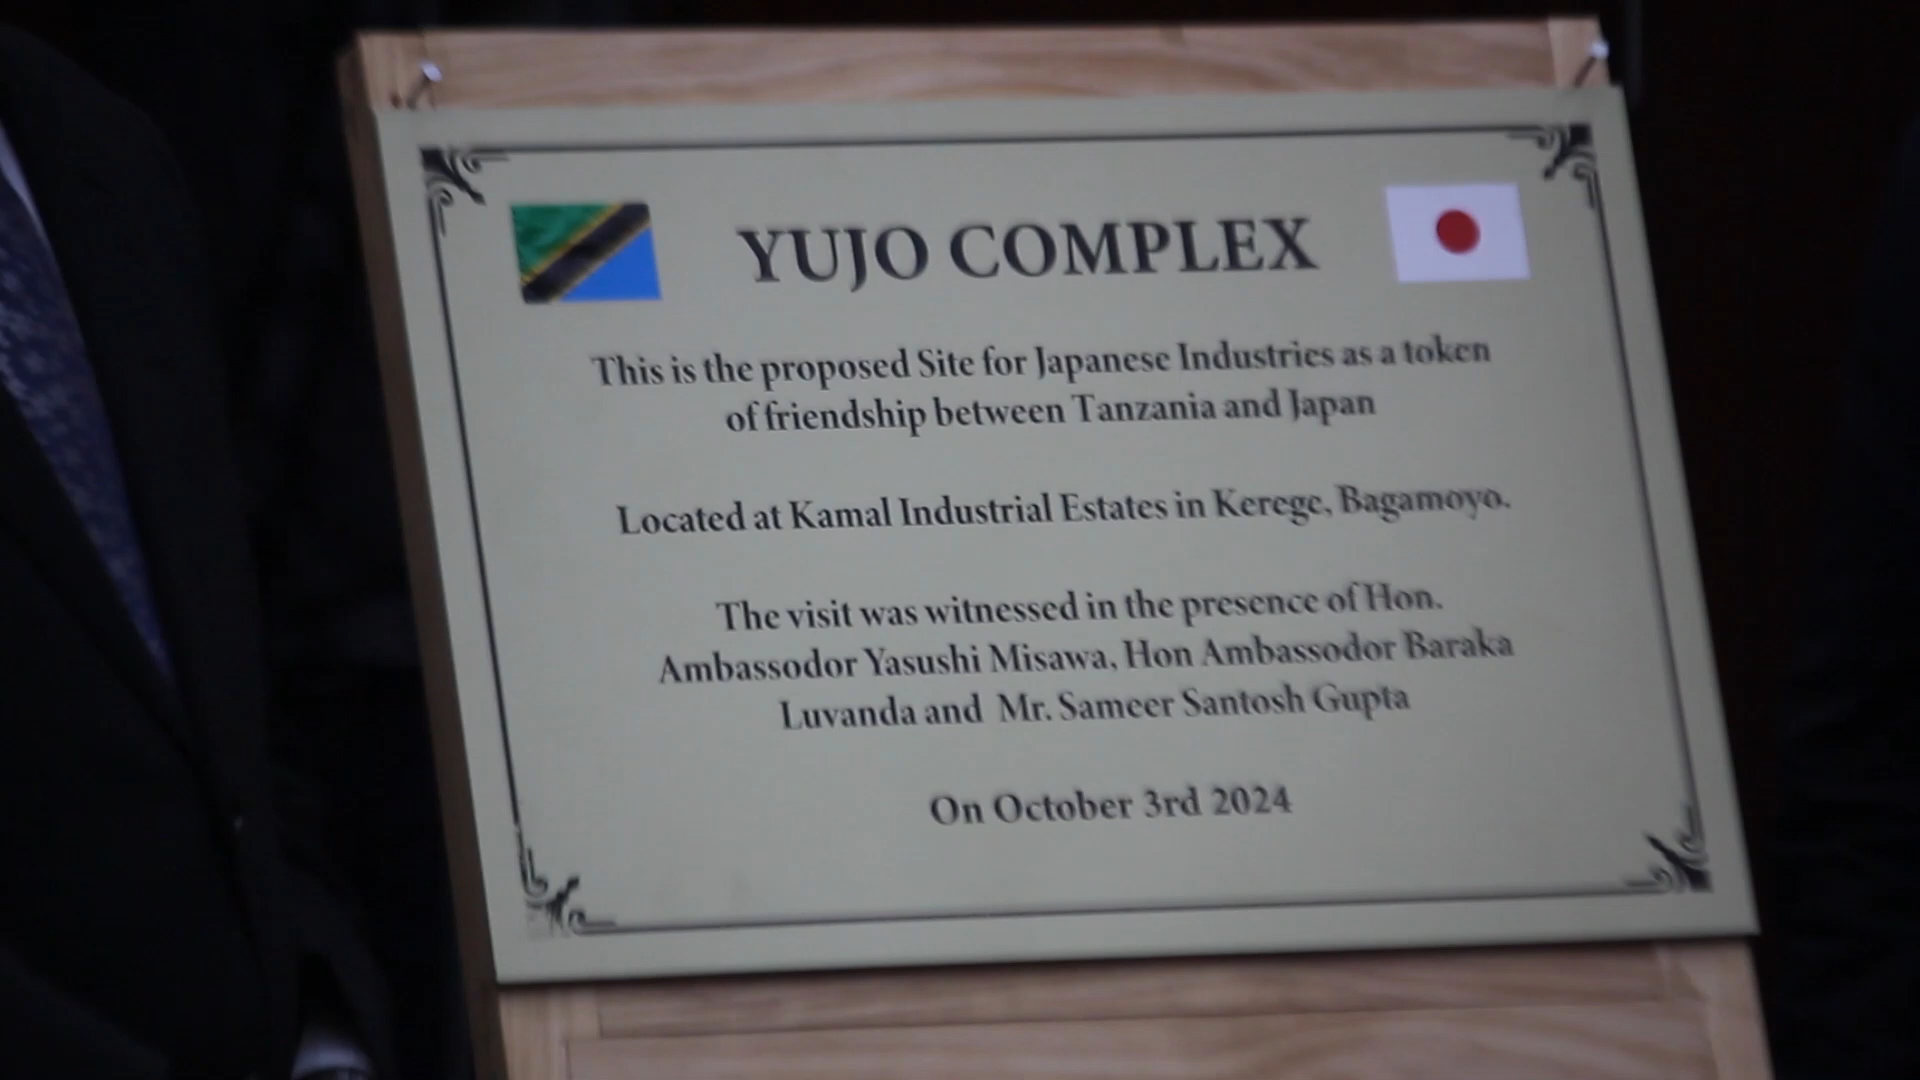 YUJO COMPLEX
This is the proposed Site for Japanese Industries as a token
of friendship between Tanzania and Japan
Located at Kamal Industrial Estates in Kerege, Bagamoyo.
The visit was witnessed in the presence of Hon.
Ambassodor Yasushi Misawa, Hon Ambassodor Baraka
Luvanda and Mr. Sameer Santosh Gupta
On October 3rd 2024